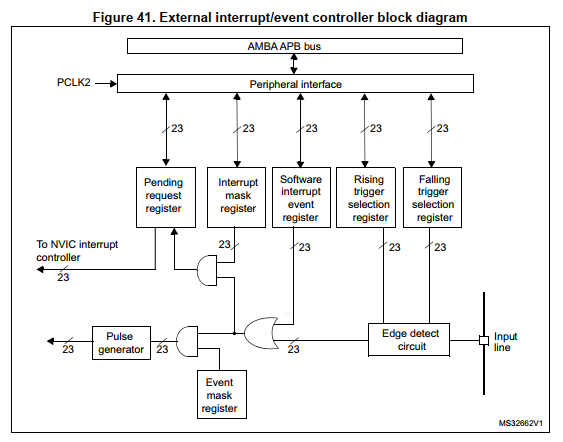 Figure 41. External interrupt/event controller block diagram
AMBA APB bus
PCLK2
Peripheral interface
23
23
23
23
23
Pending
request
register
Interrupt
mask
register
Software
interrupt
event
register
Rising
trigger
selection
register
Falling
trigger
selection
register
To NVIC interrupt
controller
23
23
23
23
23
Pulse
generator
23
23
23
Edge detect
circuit
Input
line
Event
mask
register
MS32662V1